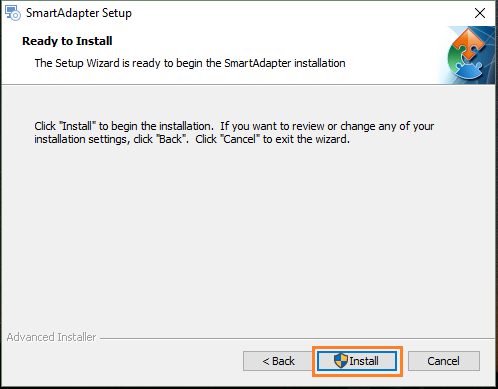 SmartAdapter Setup
Ready to Install
The Setup Wizard is ready to begin the SmartAdapter installation
Click "Install" to begin the installation.  If you want to review or change any of your
installation settings, click "Back".  Click "Cancel" to exit the wizard.
Advanced Installer
< Back
Install
Cancel